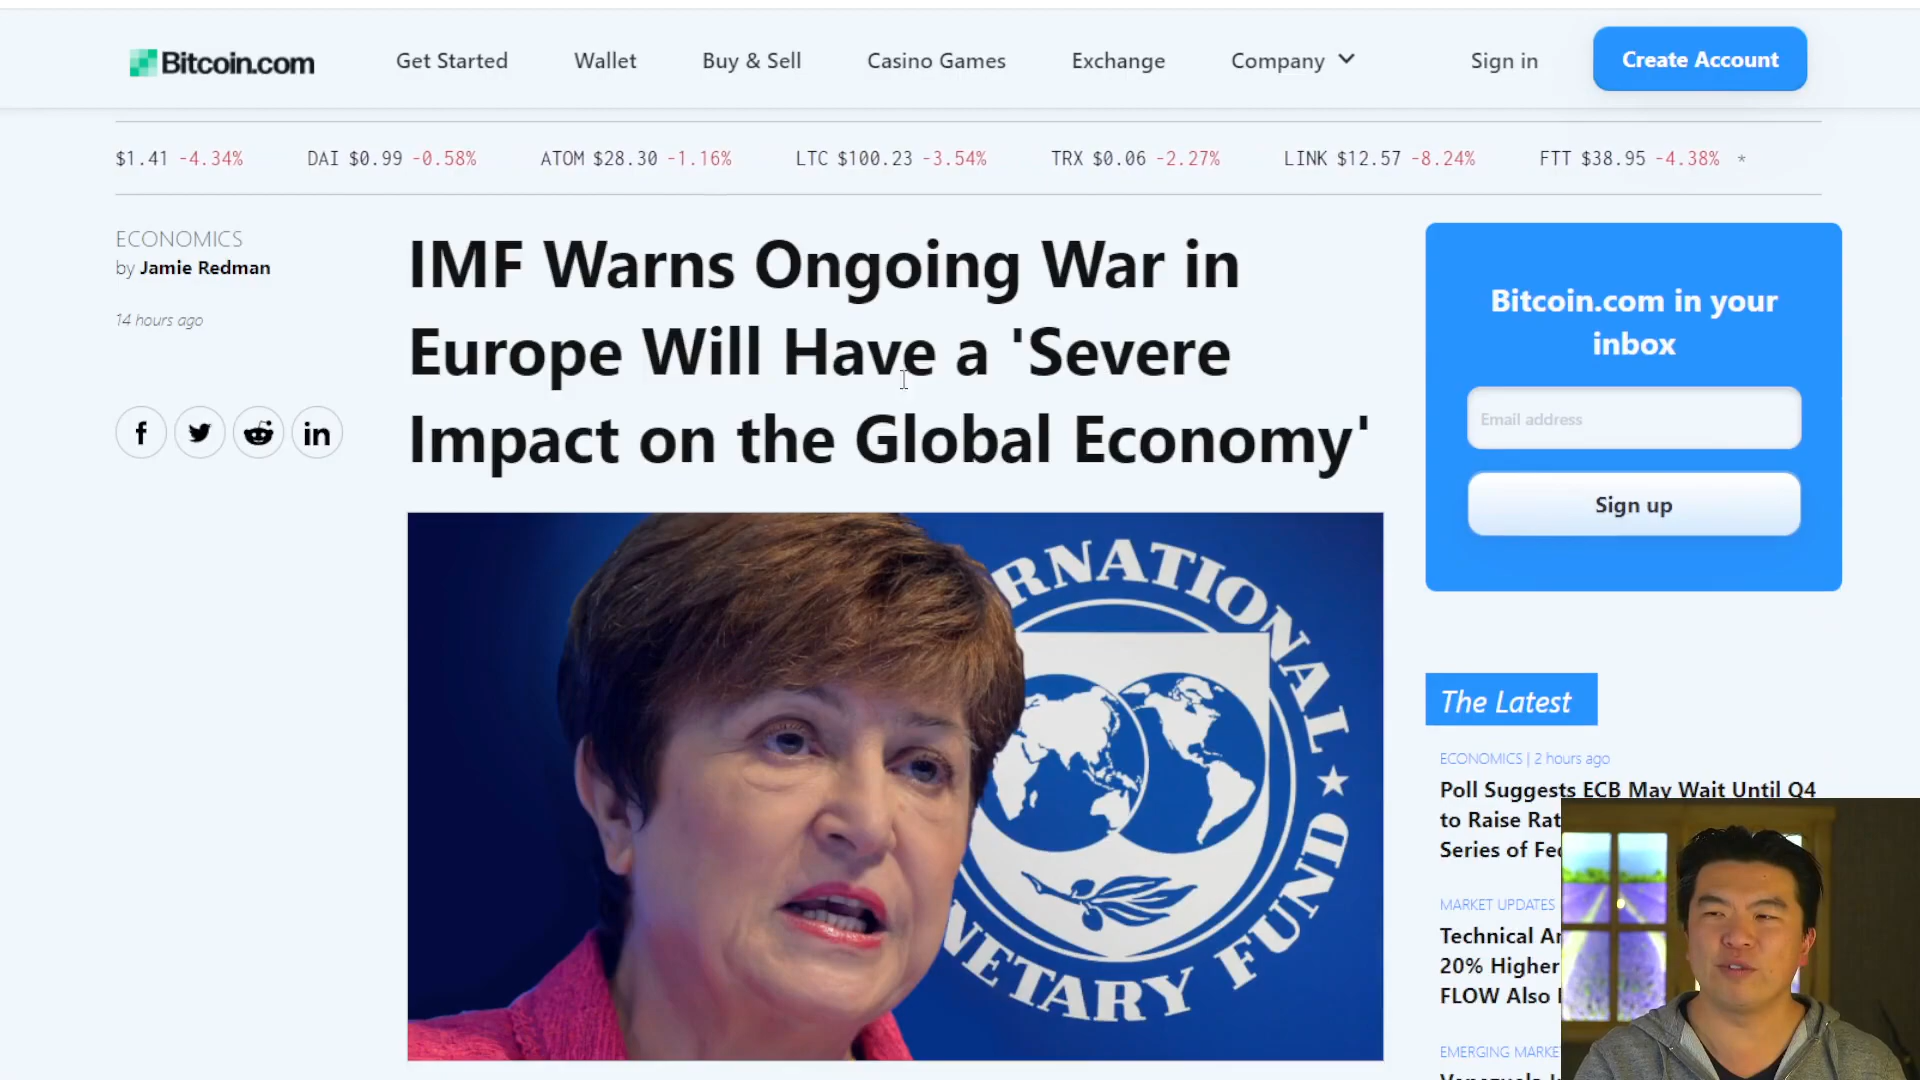 Bitcoin.com Get Started Wallet Buy & Sell Casino Games Exchange Company Sign in Create Account
$1.41 -4.34% DAI $0.99 -0.58% ATOM $28.30 -1.16% LTC $100.23 -3.54% TRX $0.06 -2.27% LINK $12.57 -8.24% FTT $38.95 -4.38% *
ECONOMICS
by Jamie Redman
14 hours ago
IMF Warns Ongoing War in
Europe Will Have a 'Severe
Impact on the Global Economy'
RNATIONAL
NETARY FUND
Bitcoin.com in your
inbox
Email address
Sign up
The Latest
ECONOMICS | 2 hours ago
Poll Suggests ECB May Wait Until Q4
to Raise Rat
Series of Fe
MARKET UPDATES
Technical
20% Higher
FLOW Also
EMERGING MARKE